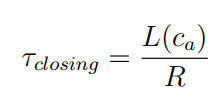 τ_closing = L(c_a) / R